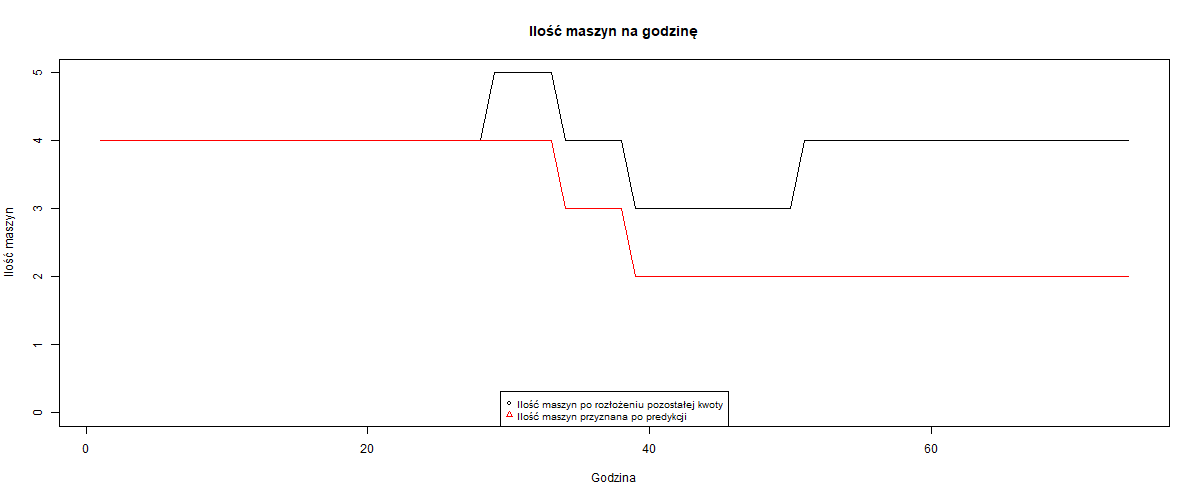 Ilość maszyn na godzinę
Ilość maszyn
5
4
3
2
1
0
Ilość maszyn po rozłożeniu pozostałej kwoty
Ilość maszyn przyznana po predykcji
0 20 40 60
Godzina